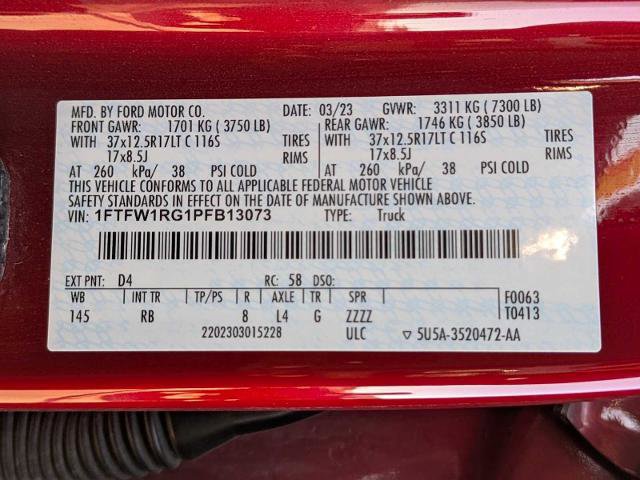 MFD. BY FORD MOTOR CO. DATE: 03/23 GVWR: 3311 KG ( 7300 LB)
FRONT GAWR: 1701 KG ( 3750 LB) REAR GAWR: 1746 KG ( 3850 LB)
WITH 37x12.5R17LT C 116S TIRES WITH 37x12.5R17LT C 116S TIRES
17x8.5J RIMS 17x8.5J RIMS
AT 260 kPa/ 38 PSI COLD AT 260 kPa/ 38 PSI COLD
THIS VEHICLE CONFORMS TO ALL APPLICABLE FEDERAL MOTOR VEHICLE
SAFETY STANDARDS IN EFFECT ON THE DATE OF MANUFACTURE SHOWN ABOVE.
VIN: 1FTFW1RG1PFB13073 TYPE: Truck
EXT PNT: D4 RC: 58 DSO:
WB INT TR TP/PS R AXLE TR SPR F0063
145 RB 8 L4 G ZZZZ T0413
2202303015228 ULC 5U5A-3520472-AA